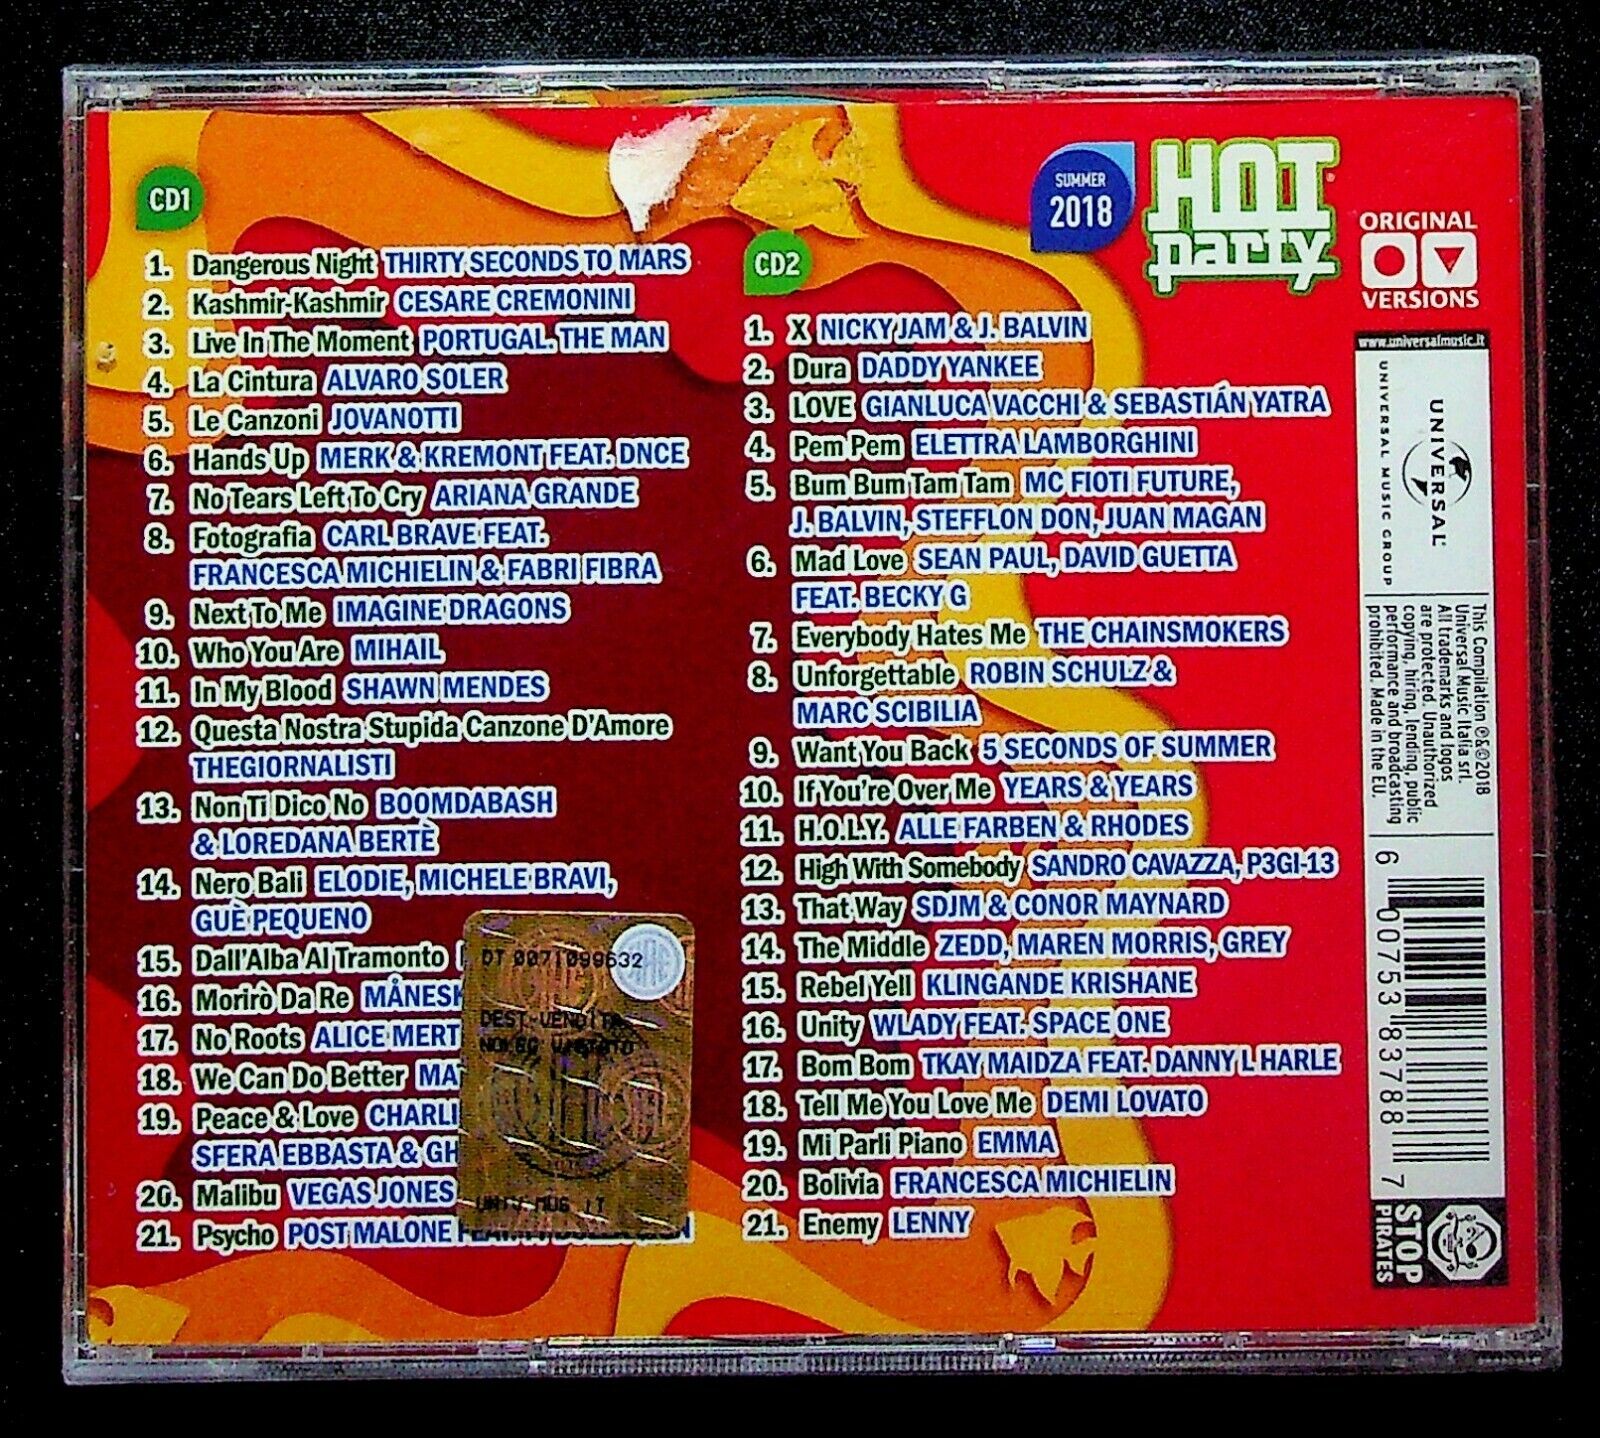 CD1
1. Dangerous Night THIRTY SECONDS TO MARS
2. Kashmir-Kashmir CESARE CREMONINI
3. Live In The Moment PORTUGAL. THE MAN
4. La Cintura ALVARO SOLER
5. Le Canzoni JOVANOTTI
6. Hands Up MERK & KREMONT FEAT. DNCE
7. No Tears Left To Cry ARIANA GRANDE
8. Fotografia CARL BRAVE FEAT.
FRANCESCA MICHIELIN & FABRI FIBRA
9. Next To Me IMAGINE DRAGONS
10. Who You Are MIHAIL
11. In My Blood SHAWN MENDES
12. Questa Nostra Stupida Canzone D'Amore
THEGIORNALISTI
13. Non Ti Dico No BOOMDABASH
& LOREDANA BERTÈ
14. Nero Bali ELODIE, MICHELE BRAVI,
GUÈ PEQUENO
15. Dall'Alba Al Tramonto
16. Morirò Da Re MÅNESK
17. No Roots ALICE MERT
18. We Can Do Better MA
19. Peace & Love CHARLI
SFERA EBBASTA & GH
20. Malibu VEGAS JONES
21. Psycho POST MALONE
DT 0071099632
DEST-VENDITA
UNIV MUS IT
CD2
1. X NICKY JAM & J. BALVIN
2. Dura DADDY YANKEE
3. LOVE GIANLUCA VACCHI & SEBASTIÁN YATRA
4. Pem Pem ELETTRA LAMBORGHINI
5. Bum Bum Tam Tam MC FIOTI FUTURE,
J. BALVIN, STEFFLON DON, JUAN MAGAN
6. Mad Love SEAN PAUL, DAVID GUETTA
FEAT. BECKY G
7. Everybody Hates Me THE CHAINSMOKERS
8. Unforgettable ROBIN SCHULZ &
MARC SCIBILIA
9. Want You Back 5 SECONDS OF SUMMER
10. If You're Over Me YEARS & YEARS
11. H.O.L.Y. ALLE FARBEN & RHODES
12. High With Somebody SANDRO CAVAZZA, P3GI-13
13. That Way SDJM & CONOR MAYNARD
14. The Middle ZEDD, MAREN MORRIS, GREY
15. Rebel Yell KLINGANDE KRISHANE
16. Unity WLADY FEAT. SPACE ONE
17. Bom Bom TKAY MAIDZA FEAT. DANNY L HARLE
18. Tell Me You Love Me DEMI LOVATO
19. Mi Parli Piano EMMA
20. Bolivia FRANCESCA MICHIELIN
21. Enemy LENNY
SUMMER
2018
HOT
party
ORIGINAL
VERSIONS
www.universalmusic.it
UNIVERSAL
UNIVERSAL MUSIC GROUP
This Compilation ℗&©2018
Universal Music Italia srl.
All trademarks and logos
are protected. Unauthorized
copying, hiring, lending, public
performance and broadcasting
prohibited. Made in the EU.
6 00753 83788 7
STOP
PIRATES